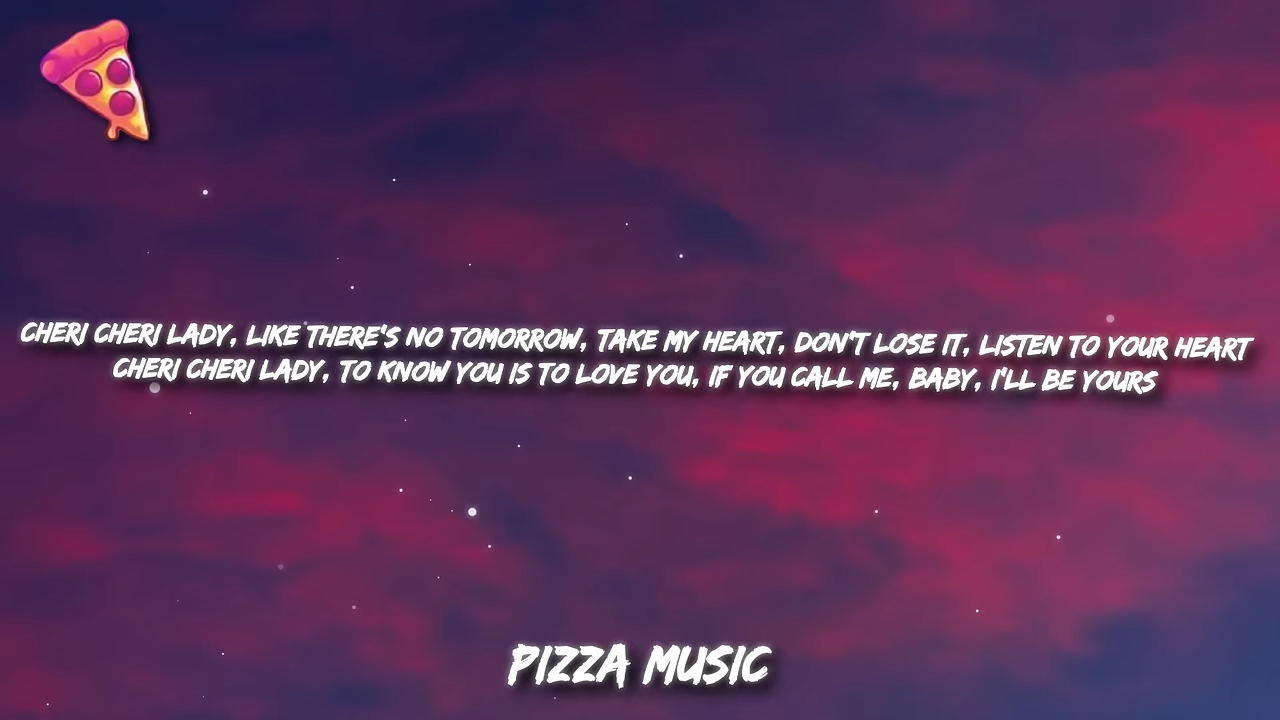 CHERI CHERI LADY, LIKE THERE'S NO TOMORROW, TAKE MY HEART, DON'T LOSE IT, LISTEN TO YOUR HEART
CHERI CHERI LADY, TO KNOW YOU IS TO LOVE YOU, IF YOU CALL ME, BABY, I'LL BE YOURS
PIZZA MUSIC